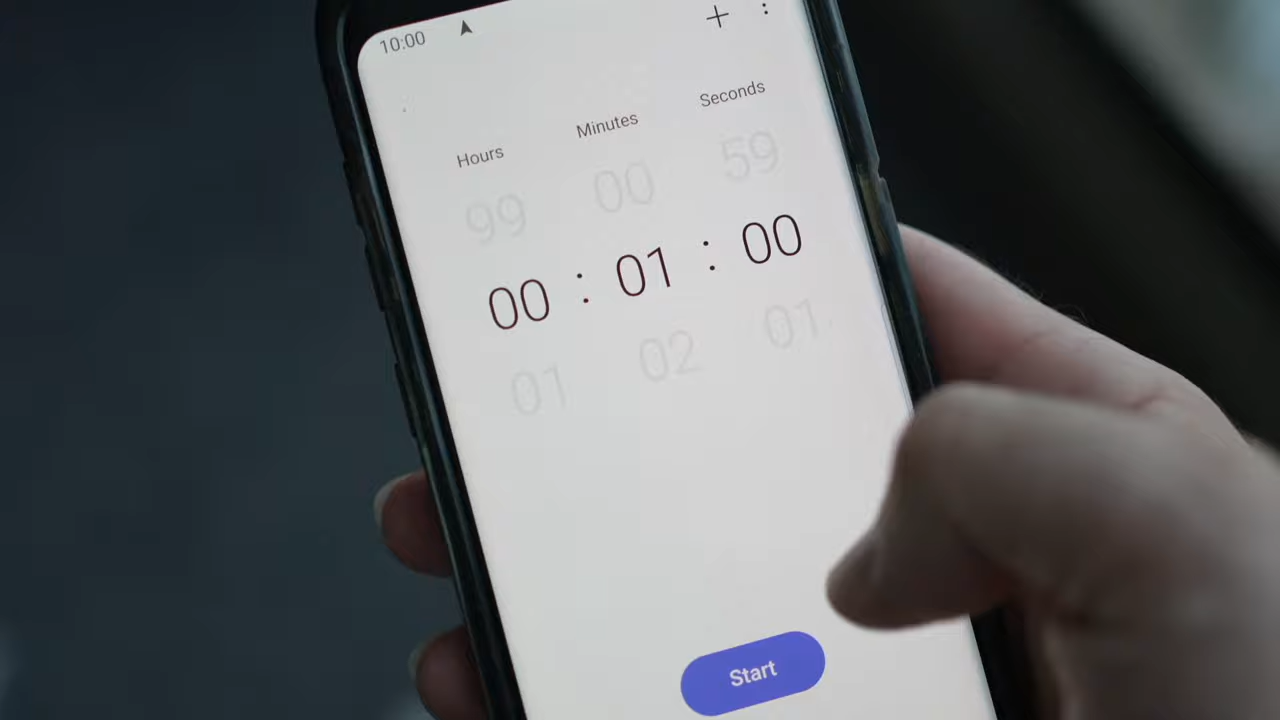 10:00
Hours Minutes Seconds
99 00 59
00 : 01 : 00
01 02 01
Start